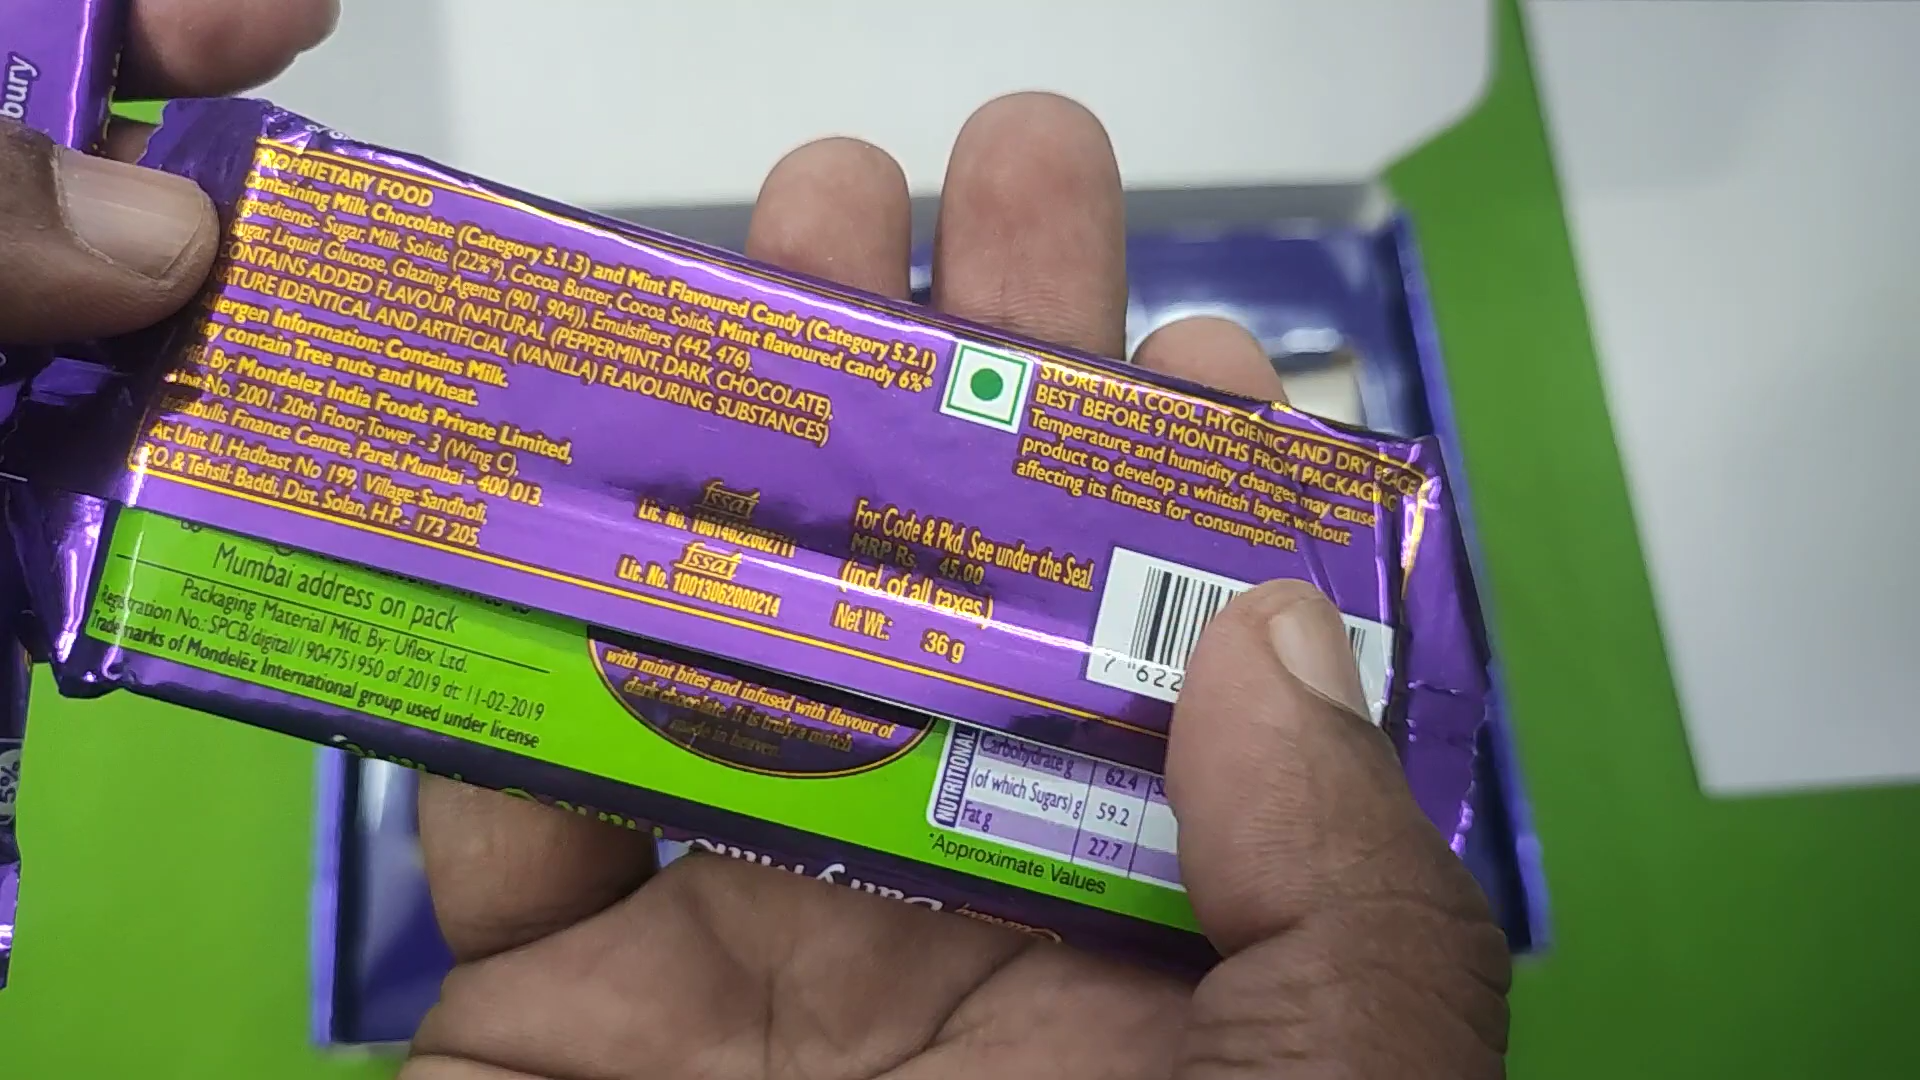 bury
PROPRIETARY FOOD
Containing Milk Chocolate (Category 5.1.3) and Mint Flavoured Candy (Category 5.2.1)
Ingredients- Sugar, Milk Solids (22%*), Cocoa Butter, Cocoa Solids, Mint flavoured candy 6%*
Sugar, Liquid Glucose, Glazing Agents (901, 904)), Emulsifiers (442, 476).
CONTAINS ADDED FLAVOUR (NATURAL (PEPPERMINT, DARK CHOCOLATE),
NATURE IDENTICAL AND ARTIFICIAL (VANILLA) FLAVOURING SUBSTANCES)
Allergen Information: Contains Milk.
May contain Tree nuts and Wheat.
Mfd. By: Mondelez India Foods Private Limited,
Unit No. 2001, 20th Floor, Tower - 3 (Wing C),
Indiabulls Finance Centre, Parel, Mumbai - 400 013.
At: Unit II, Hadbast No 199, Village: Sandholi,
P.O. & Tehsil: Baddi, Dist. Solan, H.P. - 173 205.
STORE IN A COOL, HYGIENIC AND DRY PLACE
BEST BEFORE 9 MONTHS FROM PACKAGING
Temperature and humidity changes may cause
product to develop a whitish layer, without
affecting its fitness for consumption.
fssai
Lic. No. 10014022002711
fssai
Lic. No. 10013062000214
For Code & Pkd. See under the Seal.
MRP Rs. 45.00
(incl. of all taxes.)
Net Wt.: 36 g
7 622
Mumbai address on pack
Packaging Material Mfd. By: Uflex Ltd.
Registration No.: SPCB/digital/1904751950 of 2019 dt: 11-02-2019
Trademarks of Mondelēz International group used under license
with mint bites and infused with flavour of
dark chocolate. It is truly a match
made in heaven.
NUTRITIONAL
Carbohydrate g 62.4
(of which Sugars) g 59.2
Fat g 27.7
*Approximate Values
Dairy Milk
5%